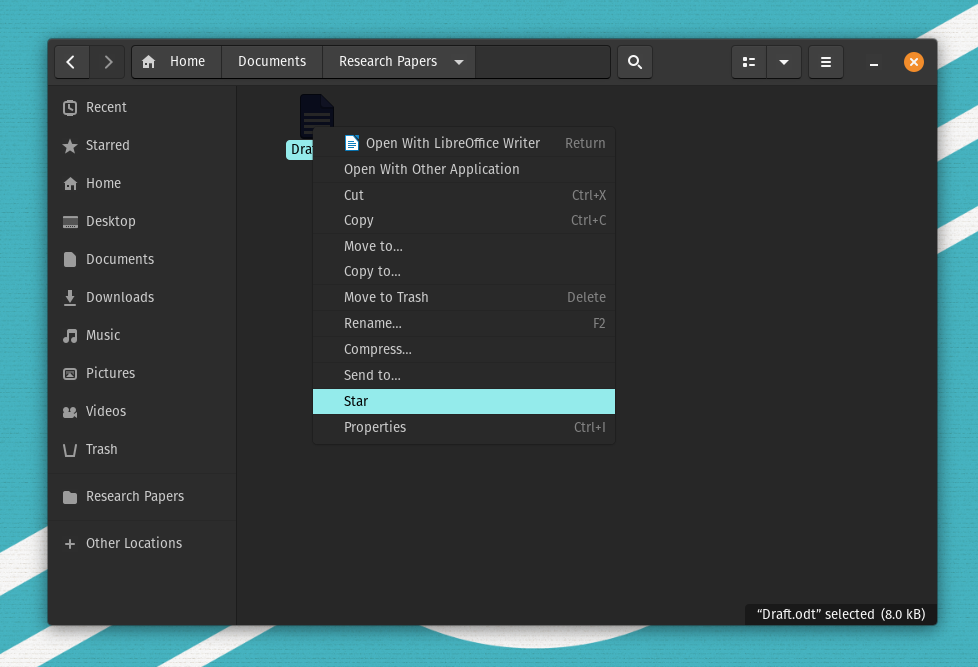 Home
Documents
Research Papers
Recent
Starred
Home
Desktop
Documents
Downloads
Music
Pictures
Videos
Trash
Research Papers
Other Locations
Open With LibreOffice Writer Return
Open With Other Application
Cut Ctrl+X
Copy Ctrl+C
Move to...
Copy to...
Move to Trash Delete
Rename... F2
Compress...
Send to...
Star
Properties Ctrl+I
“Draft.odt” selected (8.0 kB)